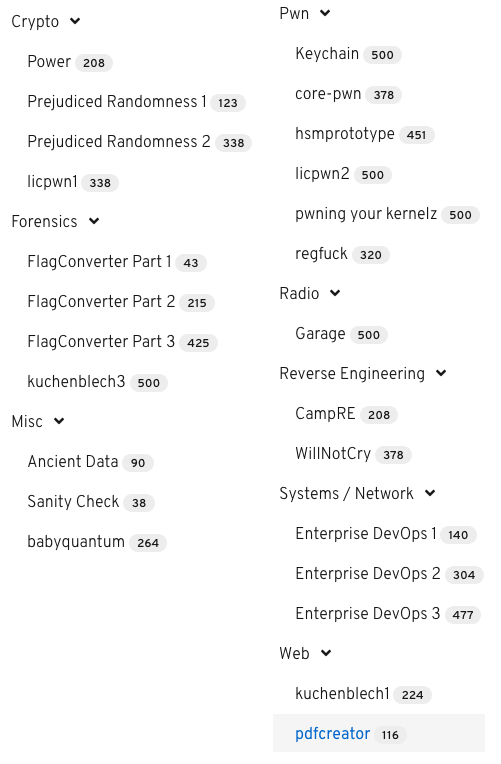 Crypto
Power 208
Prejudiced Randomness 1 123
Prejudiced Randomness 2 338
licpwn1 338
Forensics
FlagConverter Part 1 43
FlagConverter Part 2 215
FlagConverter Part 3 425
kuchenblech3 500
Misc
Ancient Data 90
Sanity Check 38
babyquantum 264
Pwn
Keychain 500
core-pwn 378
hsmprototype 451
licpwn2 500
pwning your kernelz 500
regfuck 320
Radio
Garage 500
Reverse Engineering
CampRE 208
WillNotCry 378
Systems / Network
Enterprise DevOps 1 140
Enterprise DevOps 2 304
Enterprise DevOps 3 477
Web
kuchenblech1 224
pdfcreator 116